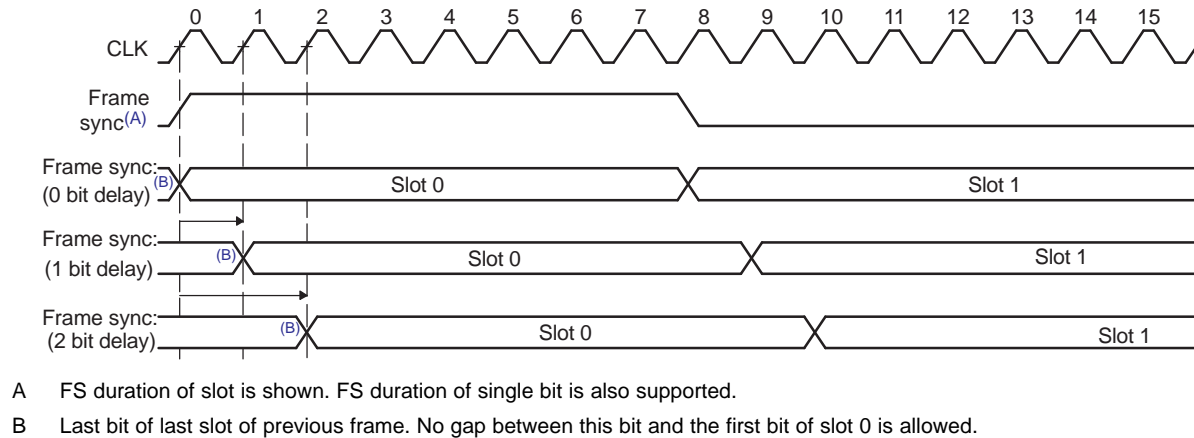 0 1 2 3 4 5 6 7 8 9 10 11 12 13 14 15
CLK
Frame
sync(A)
Frame sync:
(0 bit delay)
(B)
Slot 0
Slot 1
Frame sync:
(1 bit delay)
(B)
Slot 0
Slot 1
Frame sync:
(2 bit delay)
(B)
Slot 0
Slot 1
A FS duration of slot is shown. FS duration of single bit is also supported.
B Last bit of last slot of previous frame. No gap between this bit and the first bit of slot 0 is allowed.